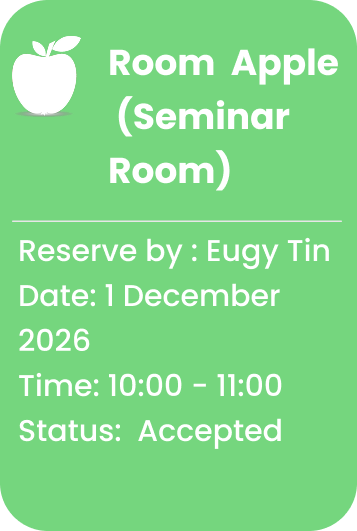 Room Apple
(Seminar
Room)
Reserve by : Eugy Tin
Date: 1 December
2026
Time: 10:00 - 11:00
Status: Accepted